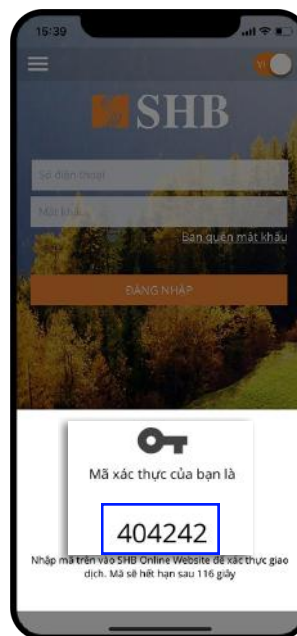 15:39
VI
SHB
Số điện thoại
Mật khẩu
Bạn quên mật khẩu
ĐĂNG NHẬP
Mã xác thực của bạn là
404242
Nhập mã trên vào SHB Online Website để xác thực giao
dịch. Mã sẽ hết hạn sau 116 giây